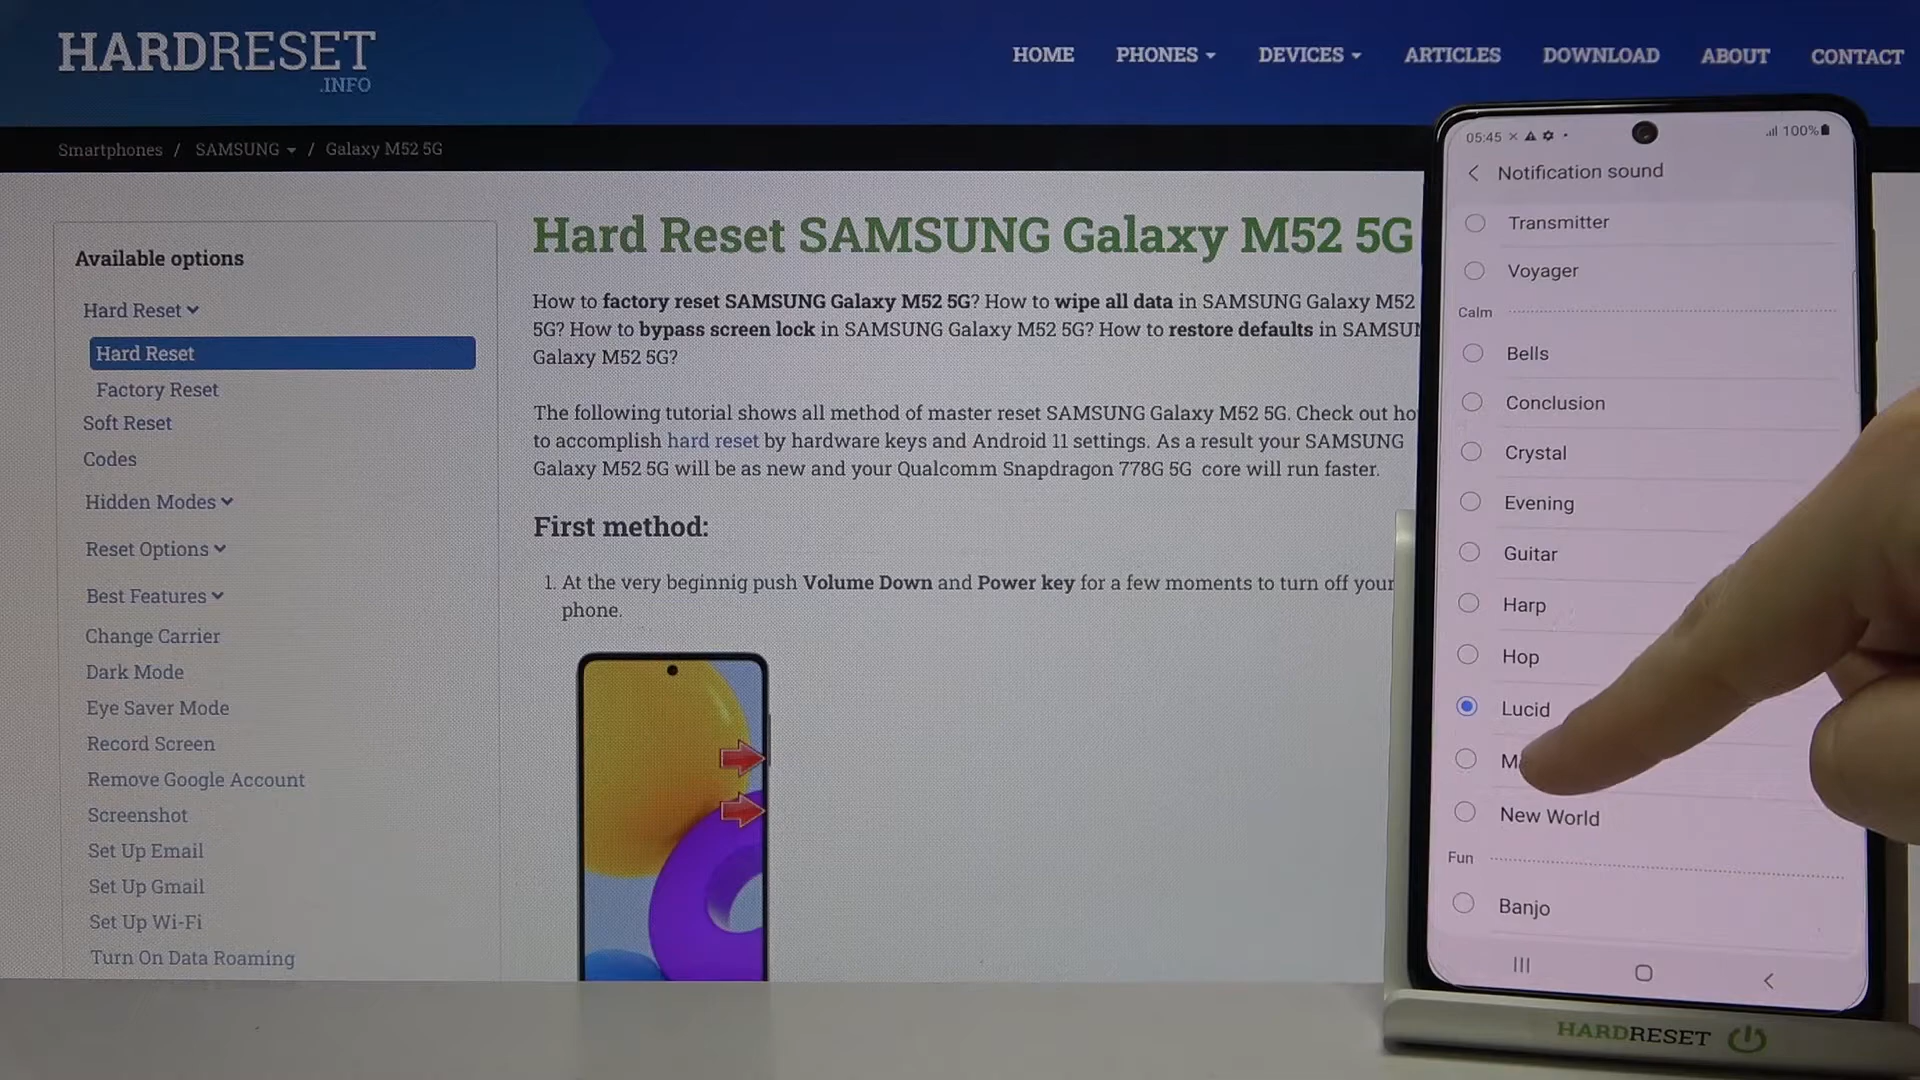 HARDRESET
.INFO
HOME PHONES DEVICES ARTICLES DOWNLOAD ABOUT CONTACT
Smartphones / SAMSUNG / Galaxy M52 5G
Available options
Hard Reset
Hard Reset
Factory Reset
Soft Reset
Codes
Hidden Modes
Reset Options
Best Features
Change Carrier
Dark Mode
Eye Saver Mode
Record Screen
Remove Google Account
Screenshot
Set Up Email
Set Up Gmail
Set Up Wi-Fi
Turn On Data Roaming
Hard Reset SAMSUNG Galaxy M52 5G
How to factory reset SAMSUNG Galaxy M52 5G? How to wipe all data in SAMSUNG Galaxy M52
5G? How to bypass screen lock in SAMSUNG Galaxy M52 5G? How to restore defaults in SAMSU
Galaxy M52 5G?
The following tutorial shows all method of master reset SAMSUNG Galaxy M52 5G. Check out ho
to accomplish hard reset by hardware keys and Android 11 settings. As a result your SAMSUNG
Galaxy M52 5G will be as new and your Qualcomm Snapdragon 778G 5G core will run faster.
First method:
1. At the very beginnig push Volume Down and Power key for a few moments to turn off your
phone.
05:45 100%
Notification sound
Transmitter
Voyager
Calm
Bells
Conclusion
Crystal
Evening
Guitar
Harp
Hop
Lucid
New World
Fun
Banjo
HARDRESET